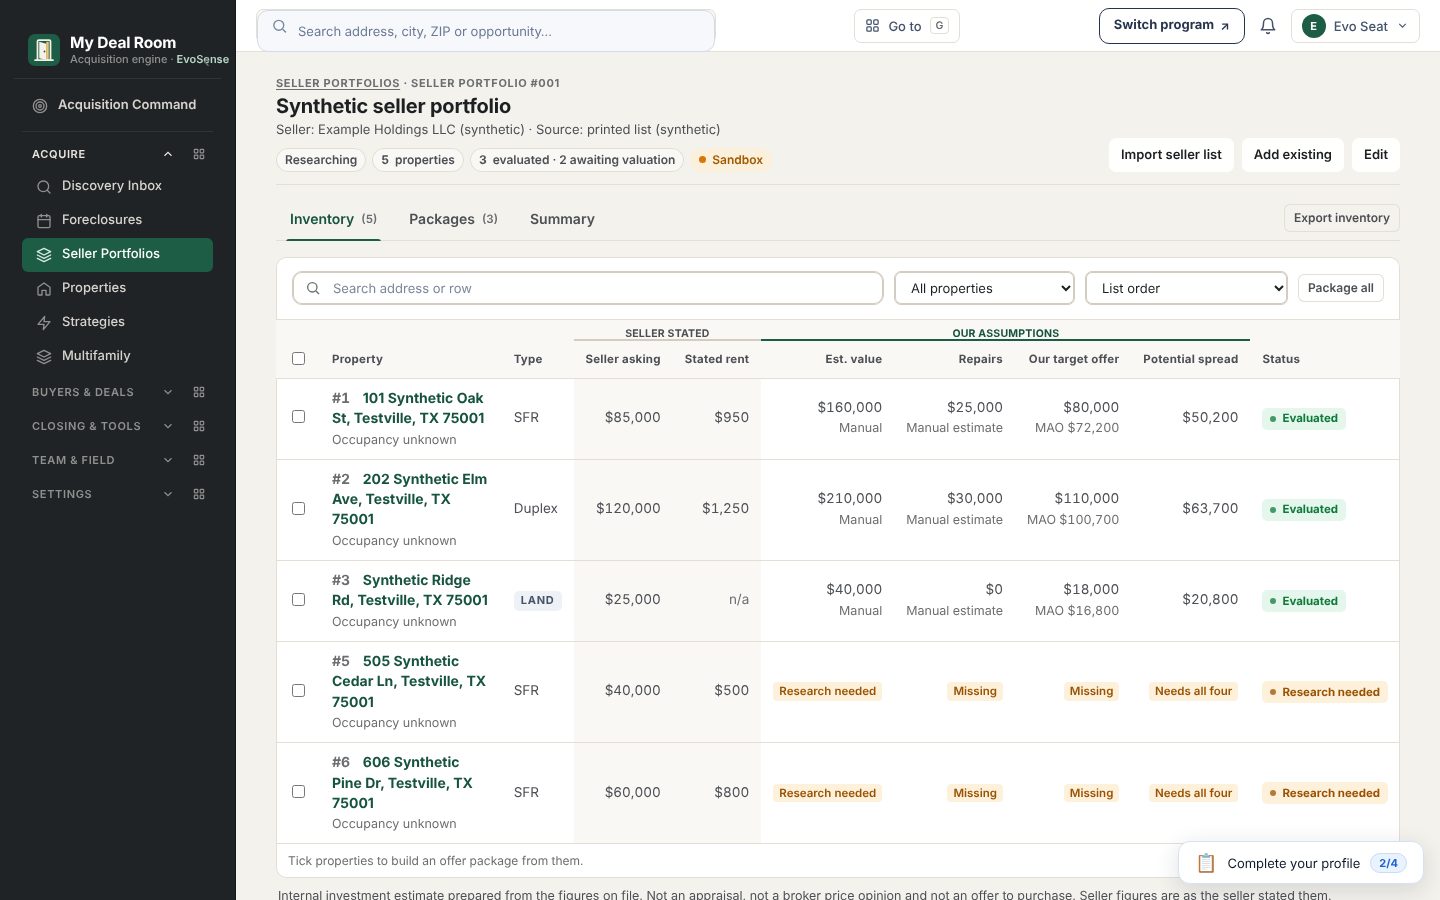 My Deal Room
Acquisition engine · EvoSense
Search address, city, ZIP or opportunity...
Go to G
Switch program ↗
E Evo Seat
Acquisition Command
ACQUIRE
Discovery Inbox
Foreclosures
Seller Portfolios
Properties
Strategies
Multifamily
BUYERS & DEALS
CLOSING & TOOLS
TEAM & FIELD
SETTINGS
SELLER PORTFOLIOS · SELLER PORTFOLIO #001
Synthetic seller portfolio
Seller: Example Holdings LLC (synthetic) · Source: printed list (synthetic)
Researching 5 properties 3 evaluated · 2 awaiting valuation Sandbox
Import seller list Add existing Edit
Inventory (5) Packages (3) Summary
Export inventory
Search address or row All properties List order Package all
SELLER STATED OUR ASSUMPTIONS
Property Type Seller asking Stated rent Est. value Repairs Our target offer Potential spread Status
#1 101 Synthetic Oak
St, Testville, TX 75001
Occupancy unknown
SFR $85,000 $950
$160,000 $25,000 $80,000
Manual Manual estimate MAO $72,200
$50,200 Evaluated
#2 202 Synthetic Elm
Ave, Testville, TX
75001
Occupancy unknown
Duplex $120,000 $1,250
$210,000 $30,000 $110,000
Manual Manual estimate MAO $100,700
$63,700 Evaluated
#3 Synthetic Ridge
Rd, Testville, TX 75001
Occupancy unknown
LAND $25,000 n/a
$40,000 $0 $18,000
Manual Manual estimate MAO $16,800
$20,800 Evaluated
#5 505 Synthetic
Cedar Ln, Testville, TX
75001
Occupancy unknown
SFR $40,000 $500 Research needed Missing Missing Needs all four Research needed
#6 606 Synthetic
Pine Dr, Testville, TX
75001
Occupancy unknown
SFR $60,000 $800 Research needed Missing Missing Needs all four Research needed
Tick properties to build an offer package from them.
Complete your profile 2/4
Internal investment estimate prepared from the figures on file. Not an appraisal, not a broker price opinion and not an offer to purchase. Seller figures are as the seller stated them.